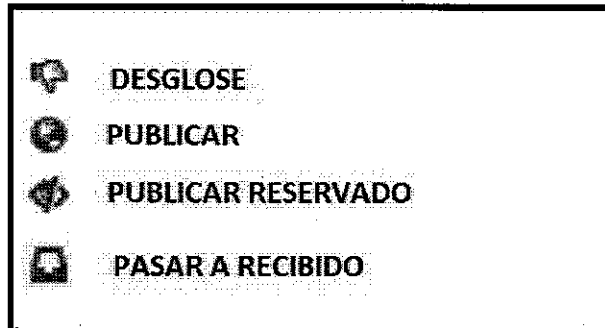 DESGLOSE
PUBLICAR
PUBLICAR RESERVADO
PASAR A RECIBIDO